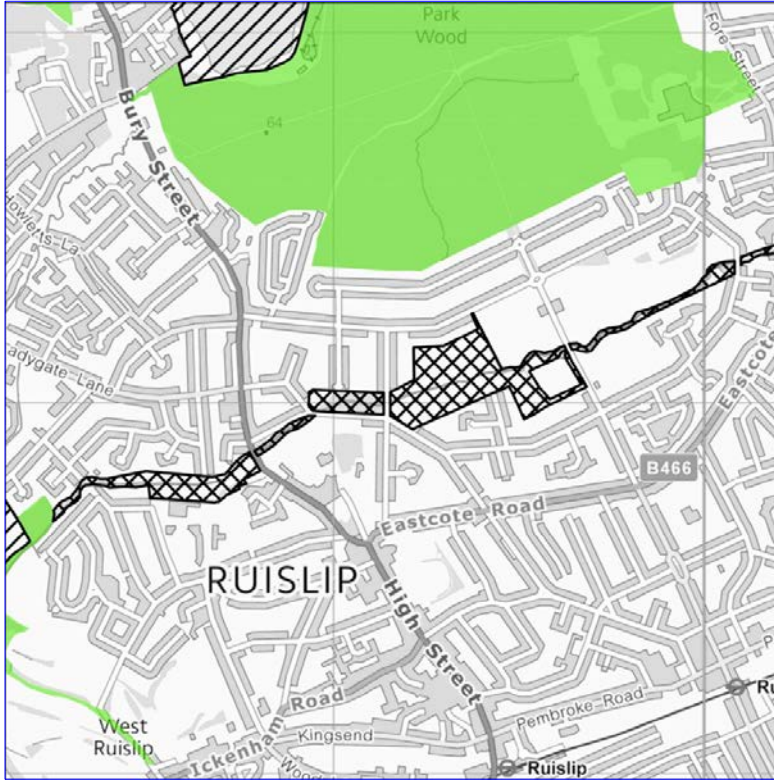 Park
Wood
Fore-Street
64
Bury Street
Howletts-La
adygate-Lane
Eastcote
B466
Eastcote Road
RUISLIP
High Street
Ru
Pembroke-Road
West
Ruislip
Ickenham Road
Kingsend
Ruislip